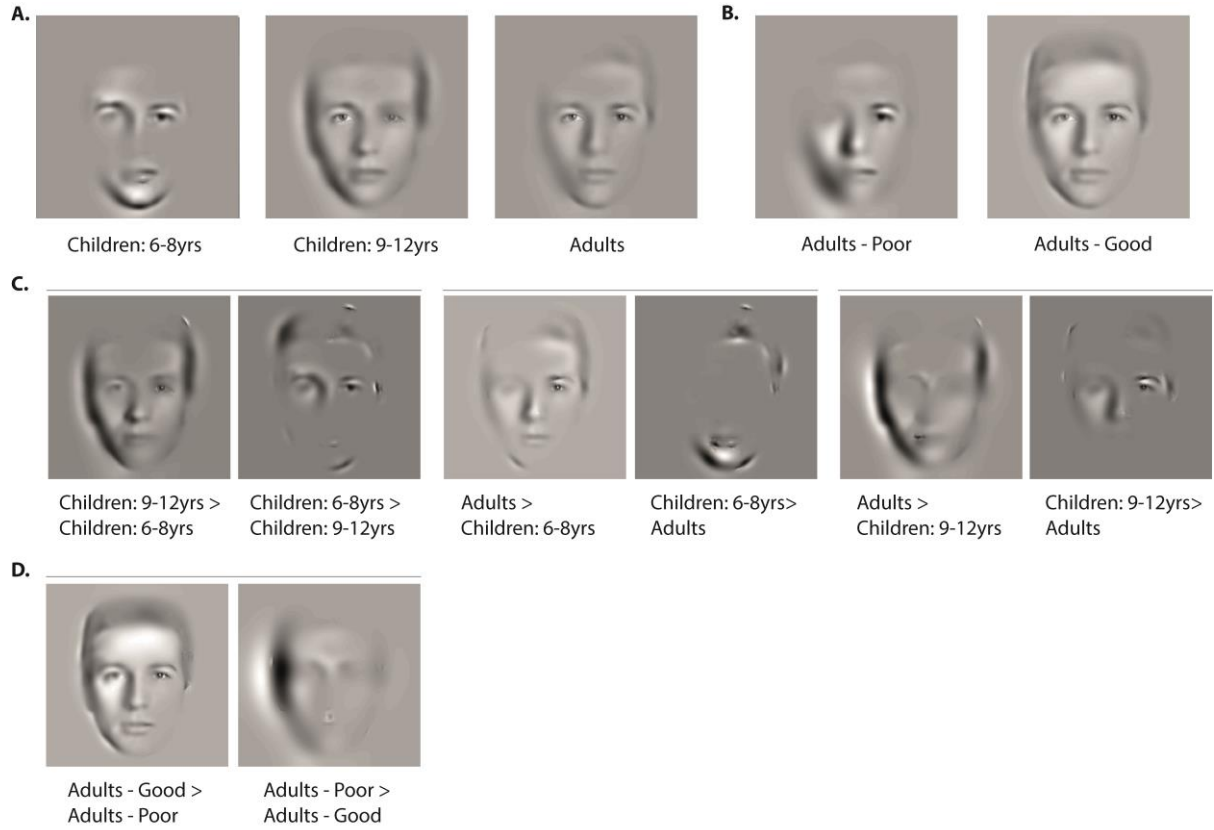 A.
B.
Children: 6-8yrs
Children: 9-12yrs
Adults
Adults - Poor
Adults - Good
C.
Children: 9-12yrs >
Children: 6-8yrs
Children: 6-8yrs >
Children: 9-12yrs
Adults >
Children: 6-8yrs
Children: 6-8yrs>
Adults
Adults >
Children: 9-12yrs
Children: 9-12yrs>
Adults
D.
Adults - Good >
Adults - Poor
Adults - Poor >
Adults - Good